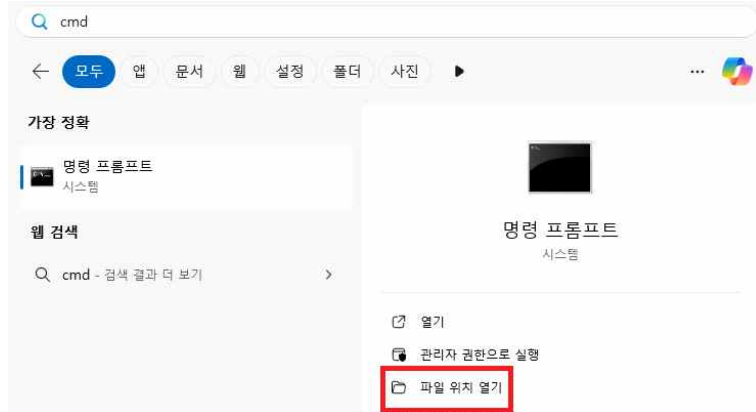 cmd
모두 앱 문서 웹 설정 폴더 사진
가장 정확
명령 프롬프트
시스템
웹 검색
cmd - 검색 결과 더 보기
명령 프롬프트
시스템
열기
관리자 권한으로 실행
파일 위치 열기